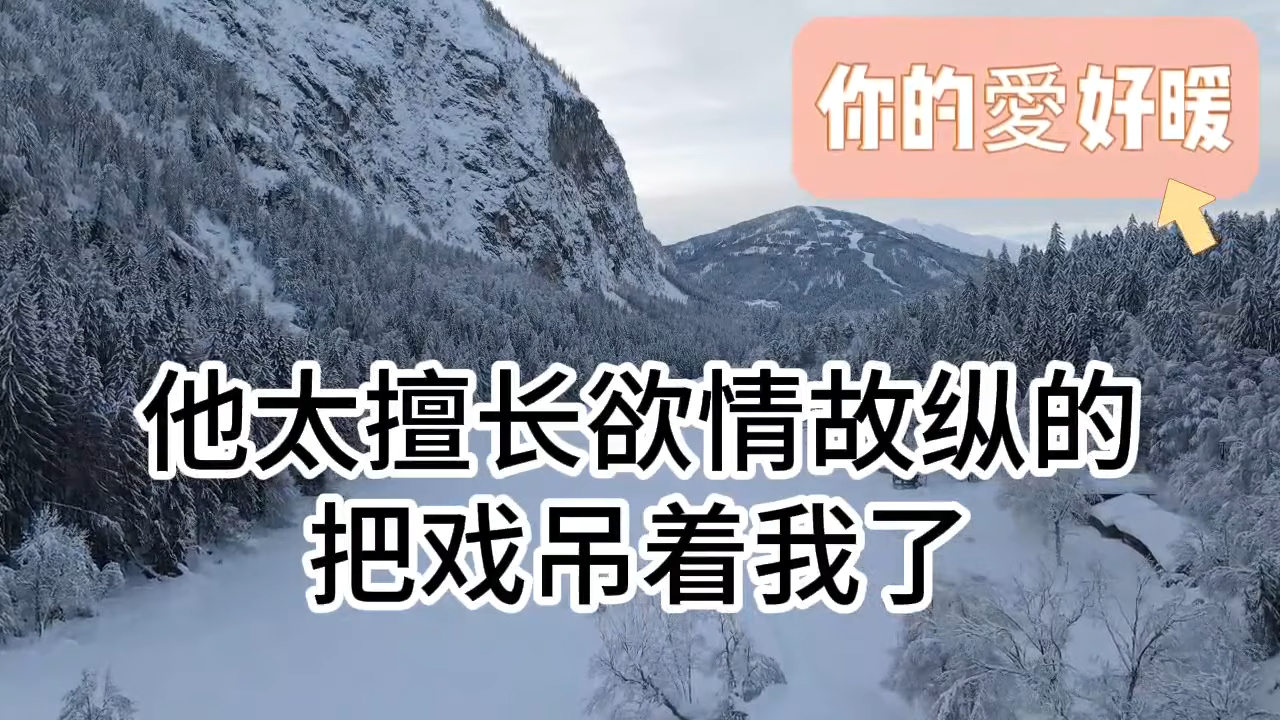 你的愛好暖
他太擅长欲情故纵的
把戏吊着我了